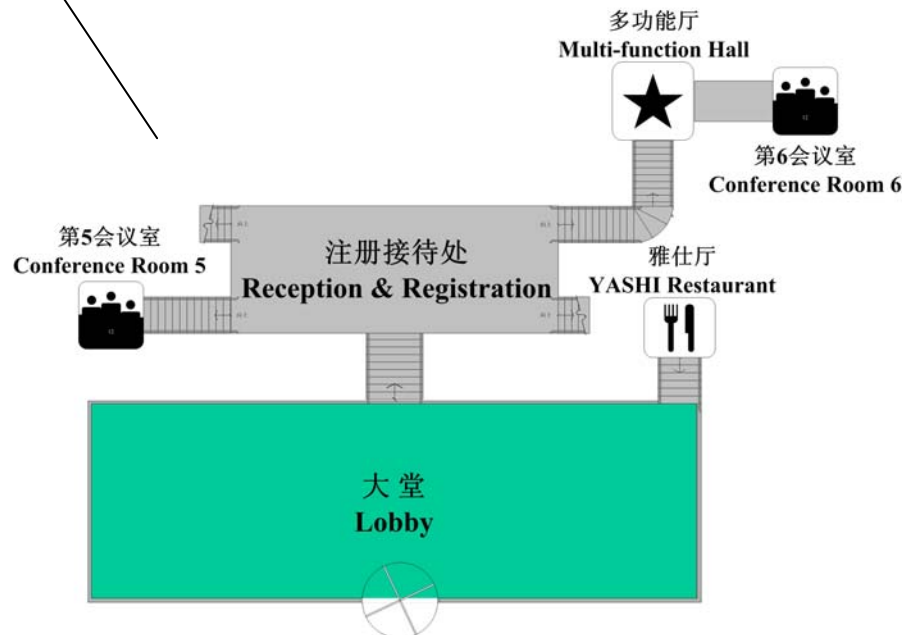 多功能厅
Multi-function Hall
第6会议室
Conference Room 6
第5会议室
Conference Room 5
注册接待处
Reception & Registration
雅仕厅
YASHI Restaurant
大 堂
Lobby